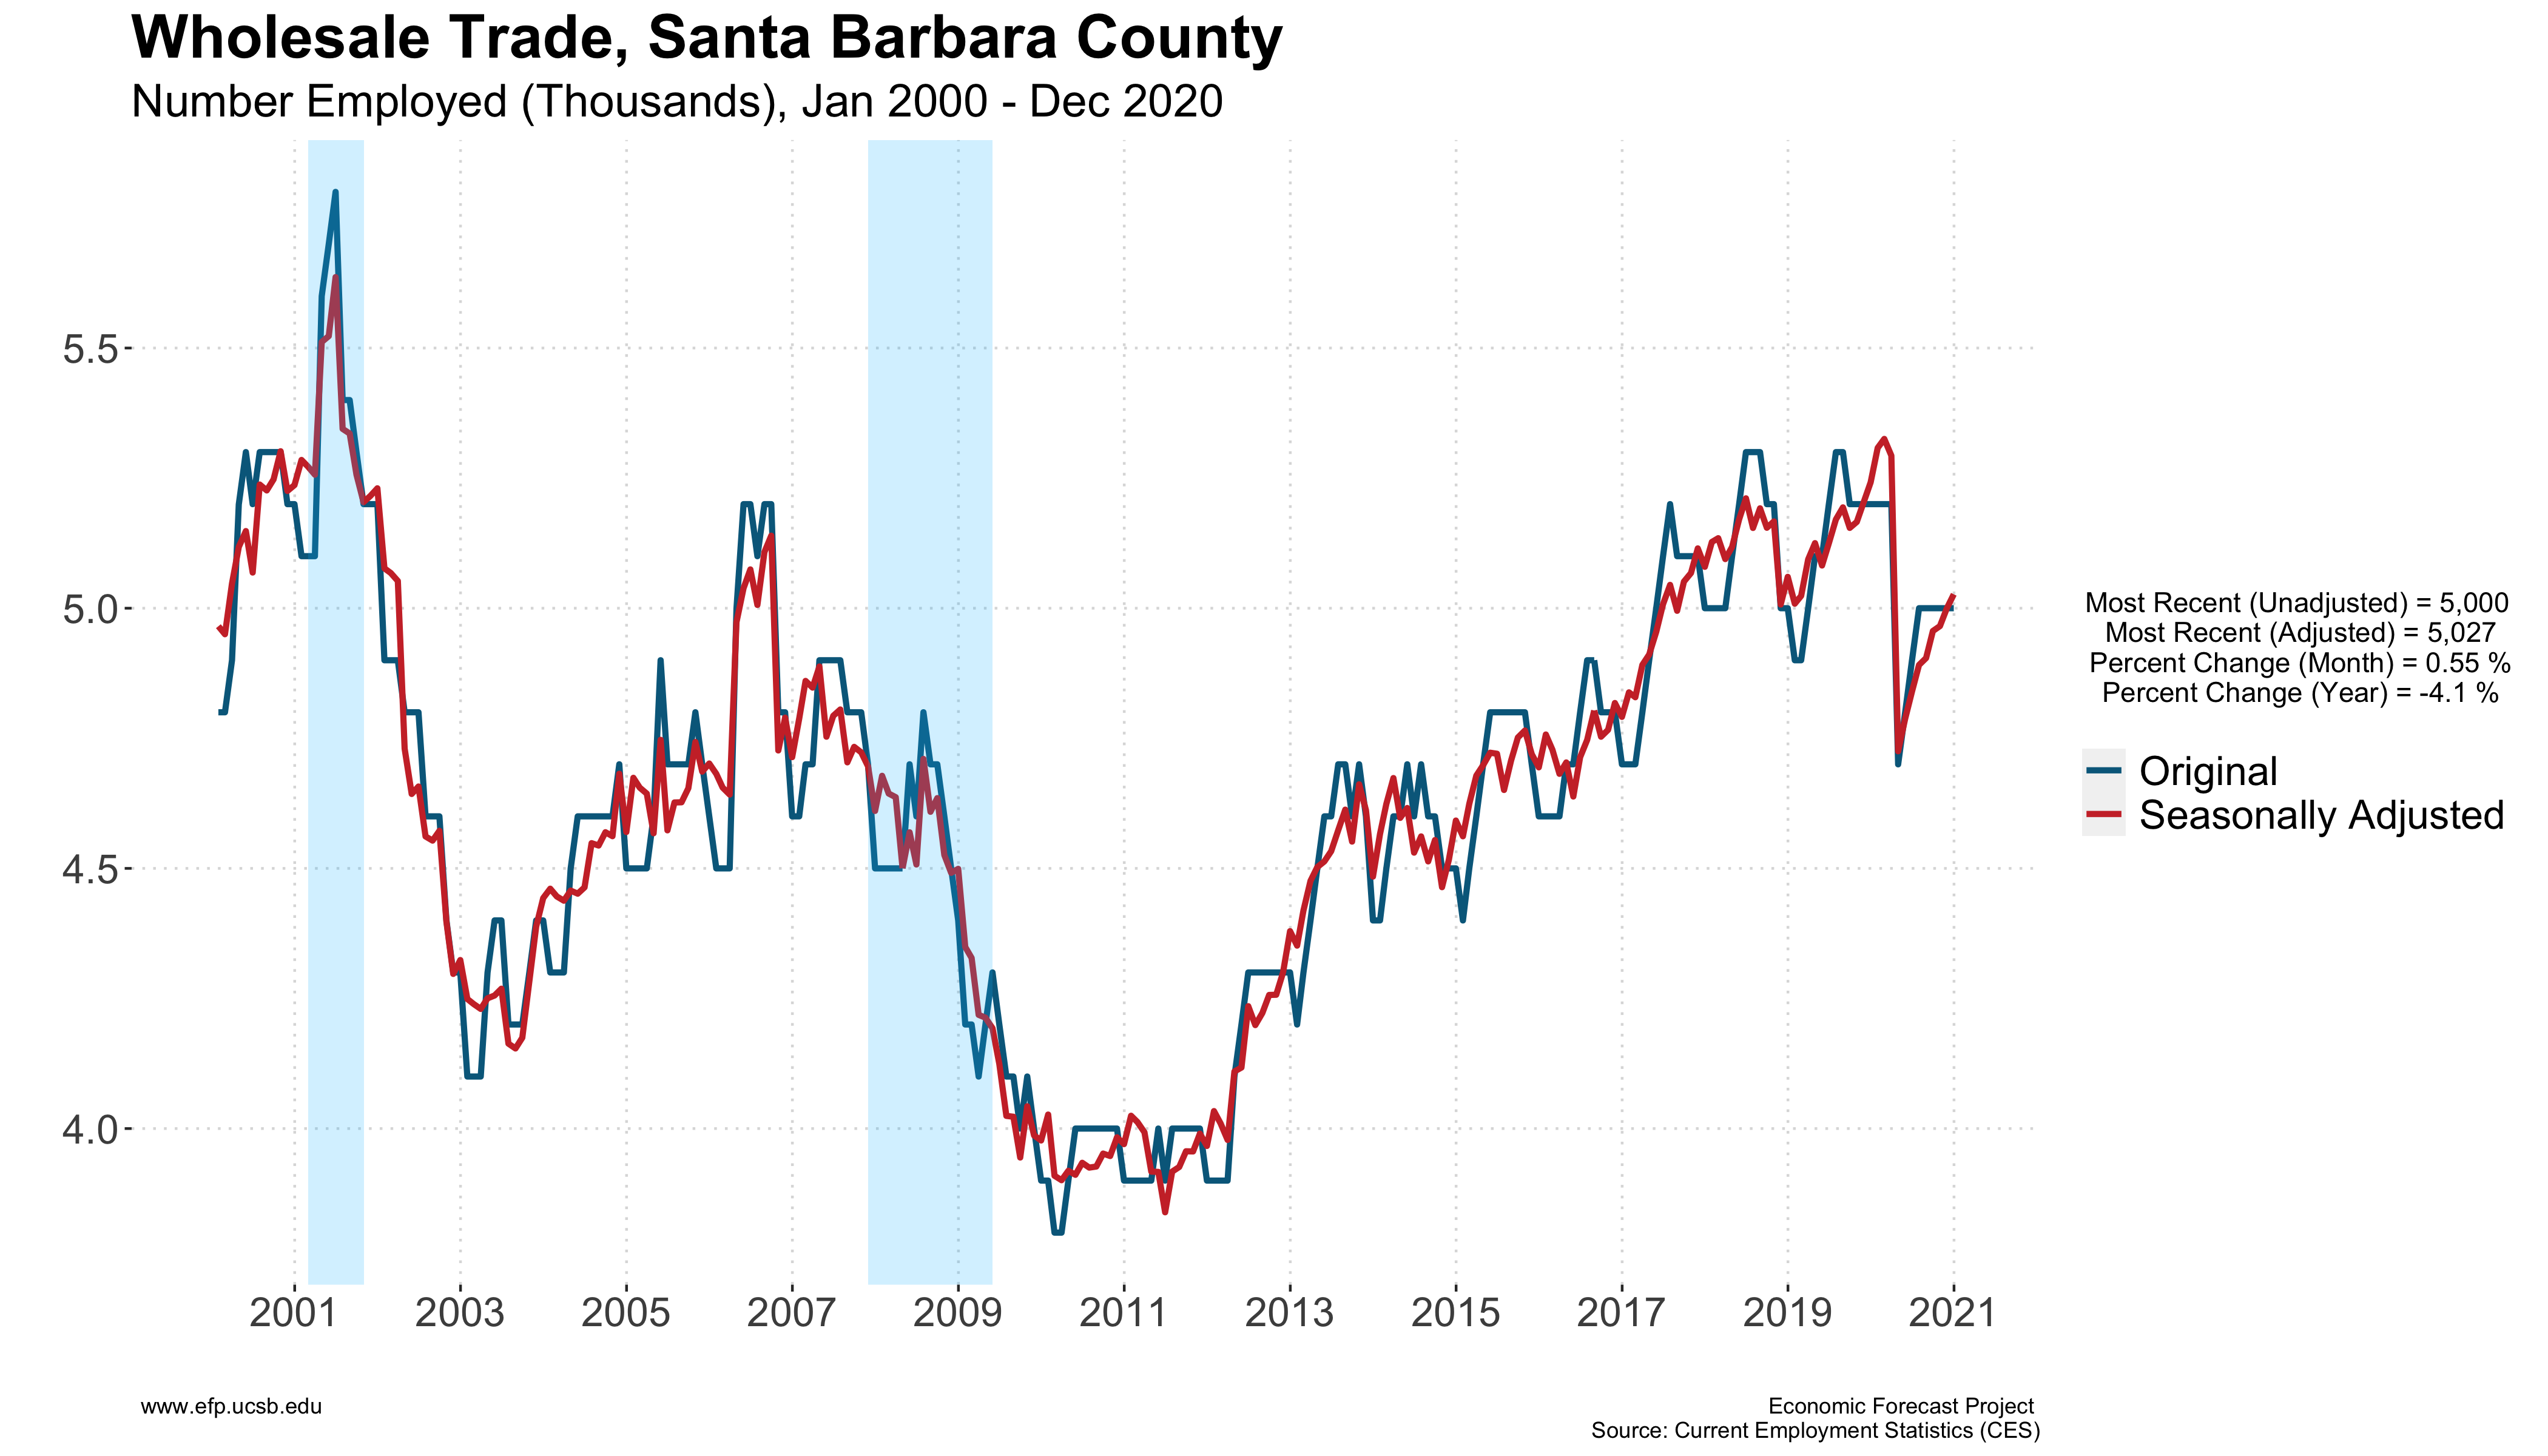 Wholesale Trade, Santa Barbara County
Number Employed (Thousands), Jan 2000 - Dec 2020
5.5
5.0
4.5
4.0
2001 2003 2005 2007 2009 2011 2013 2015 2017 2019 2021
Most Recent (Unadjusted) = 5,000
Most Recent (Adjusted) = 5,027
Percent Change (Month) = 0.55 %
Percent Change (Year) = -4.1 %
Original
Seasonally Adjusted
www.efp.ucsb.edu
Economic Forecast Project
Source: Current Employment Statistics (CES)